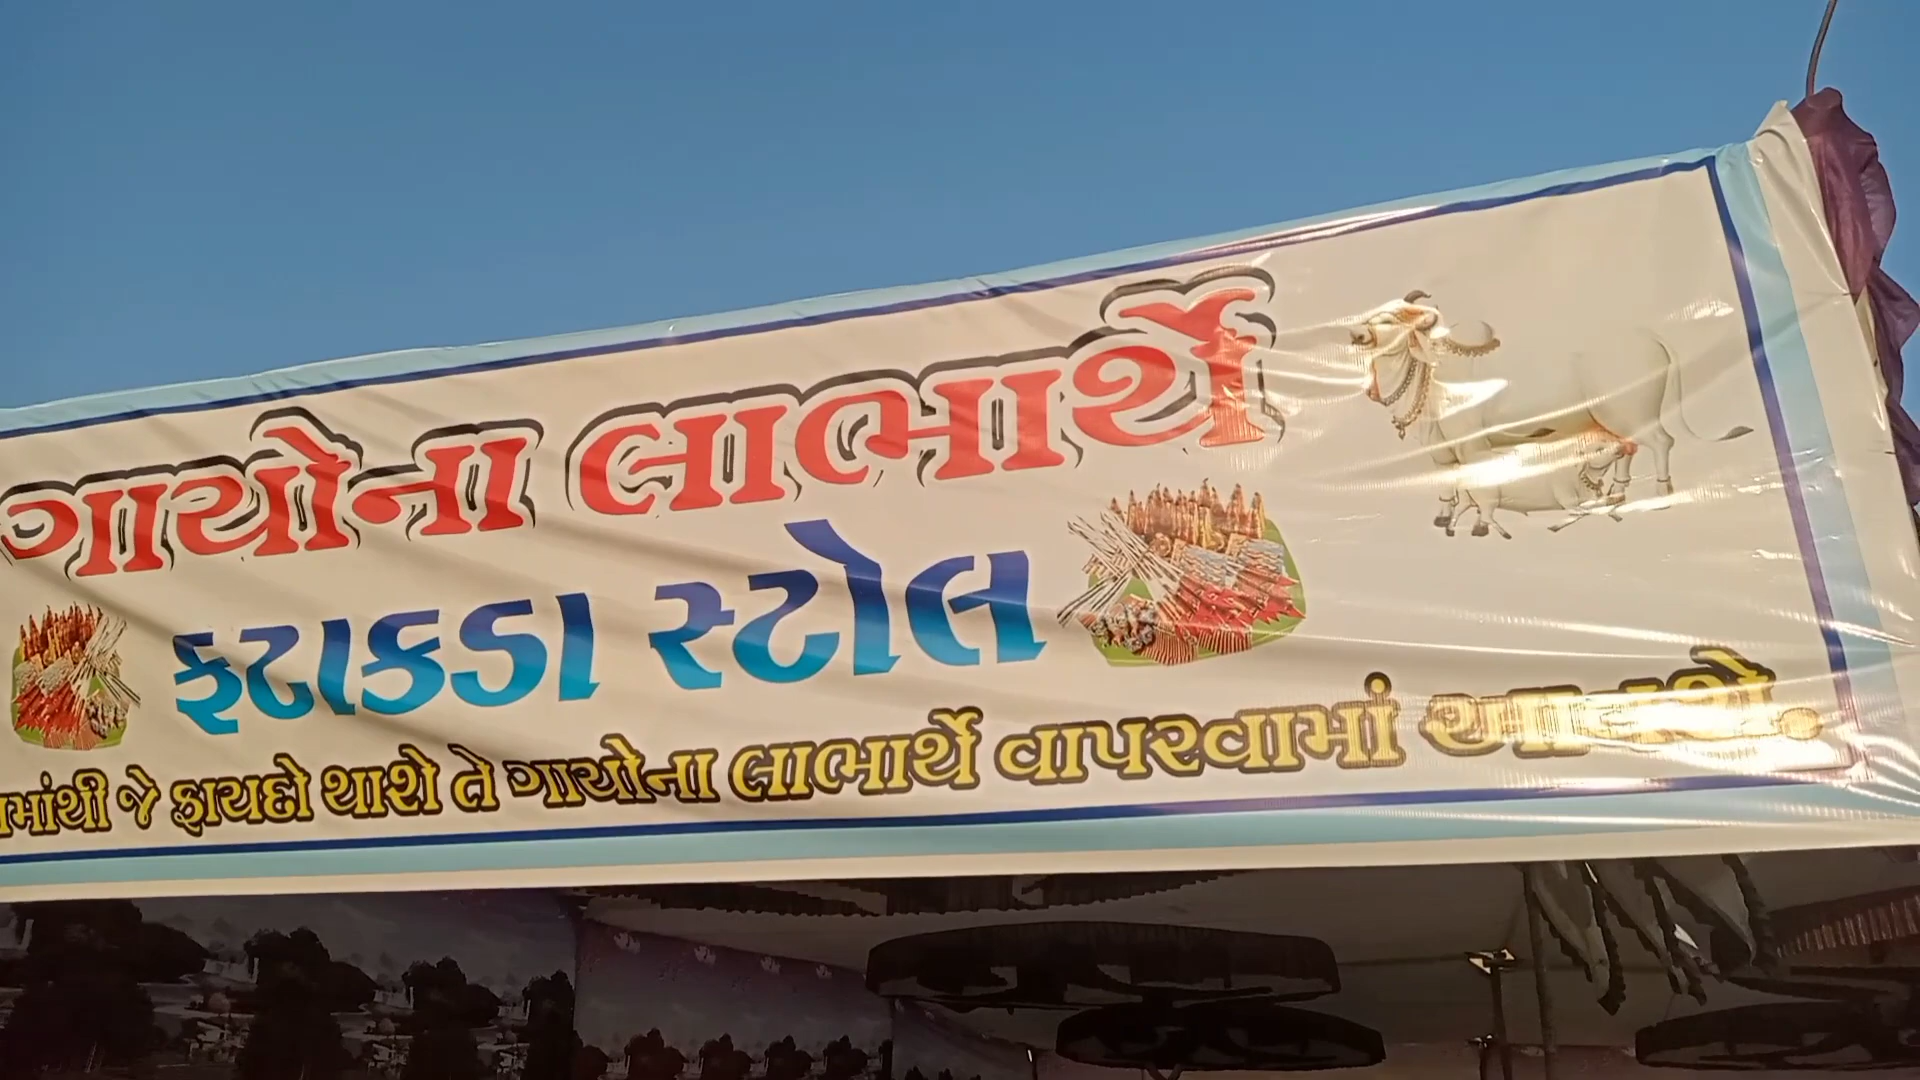 ગાયોના લાભાર્થે
ફટાકડા સ્ટોલ
જે ફાયદો થાશે તે ગાયોના લાભાર્થે વાપરવામાં આવશે.